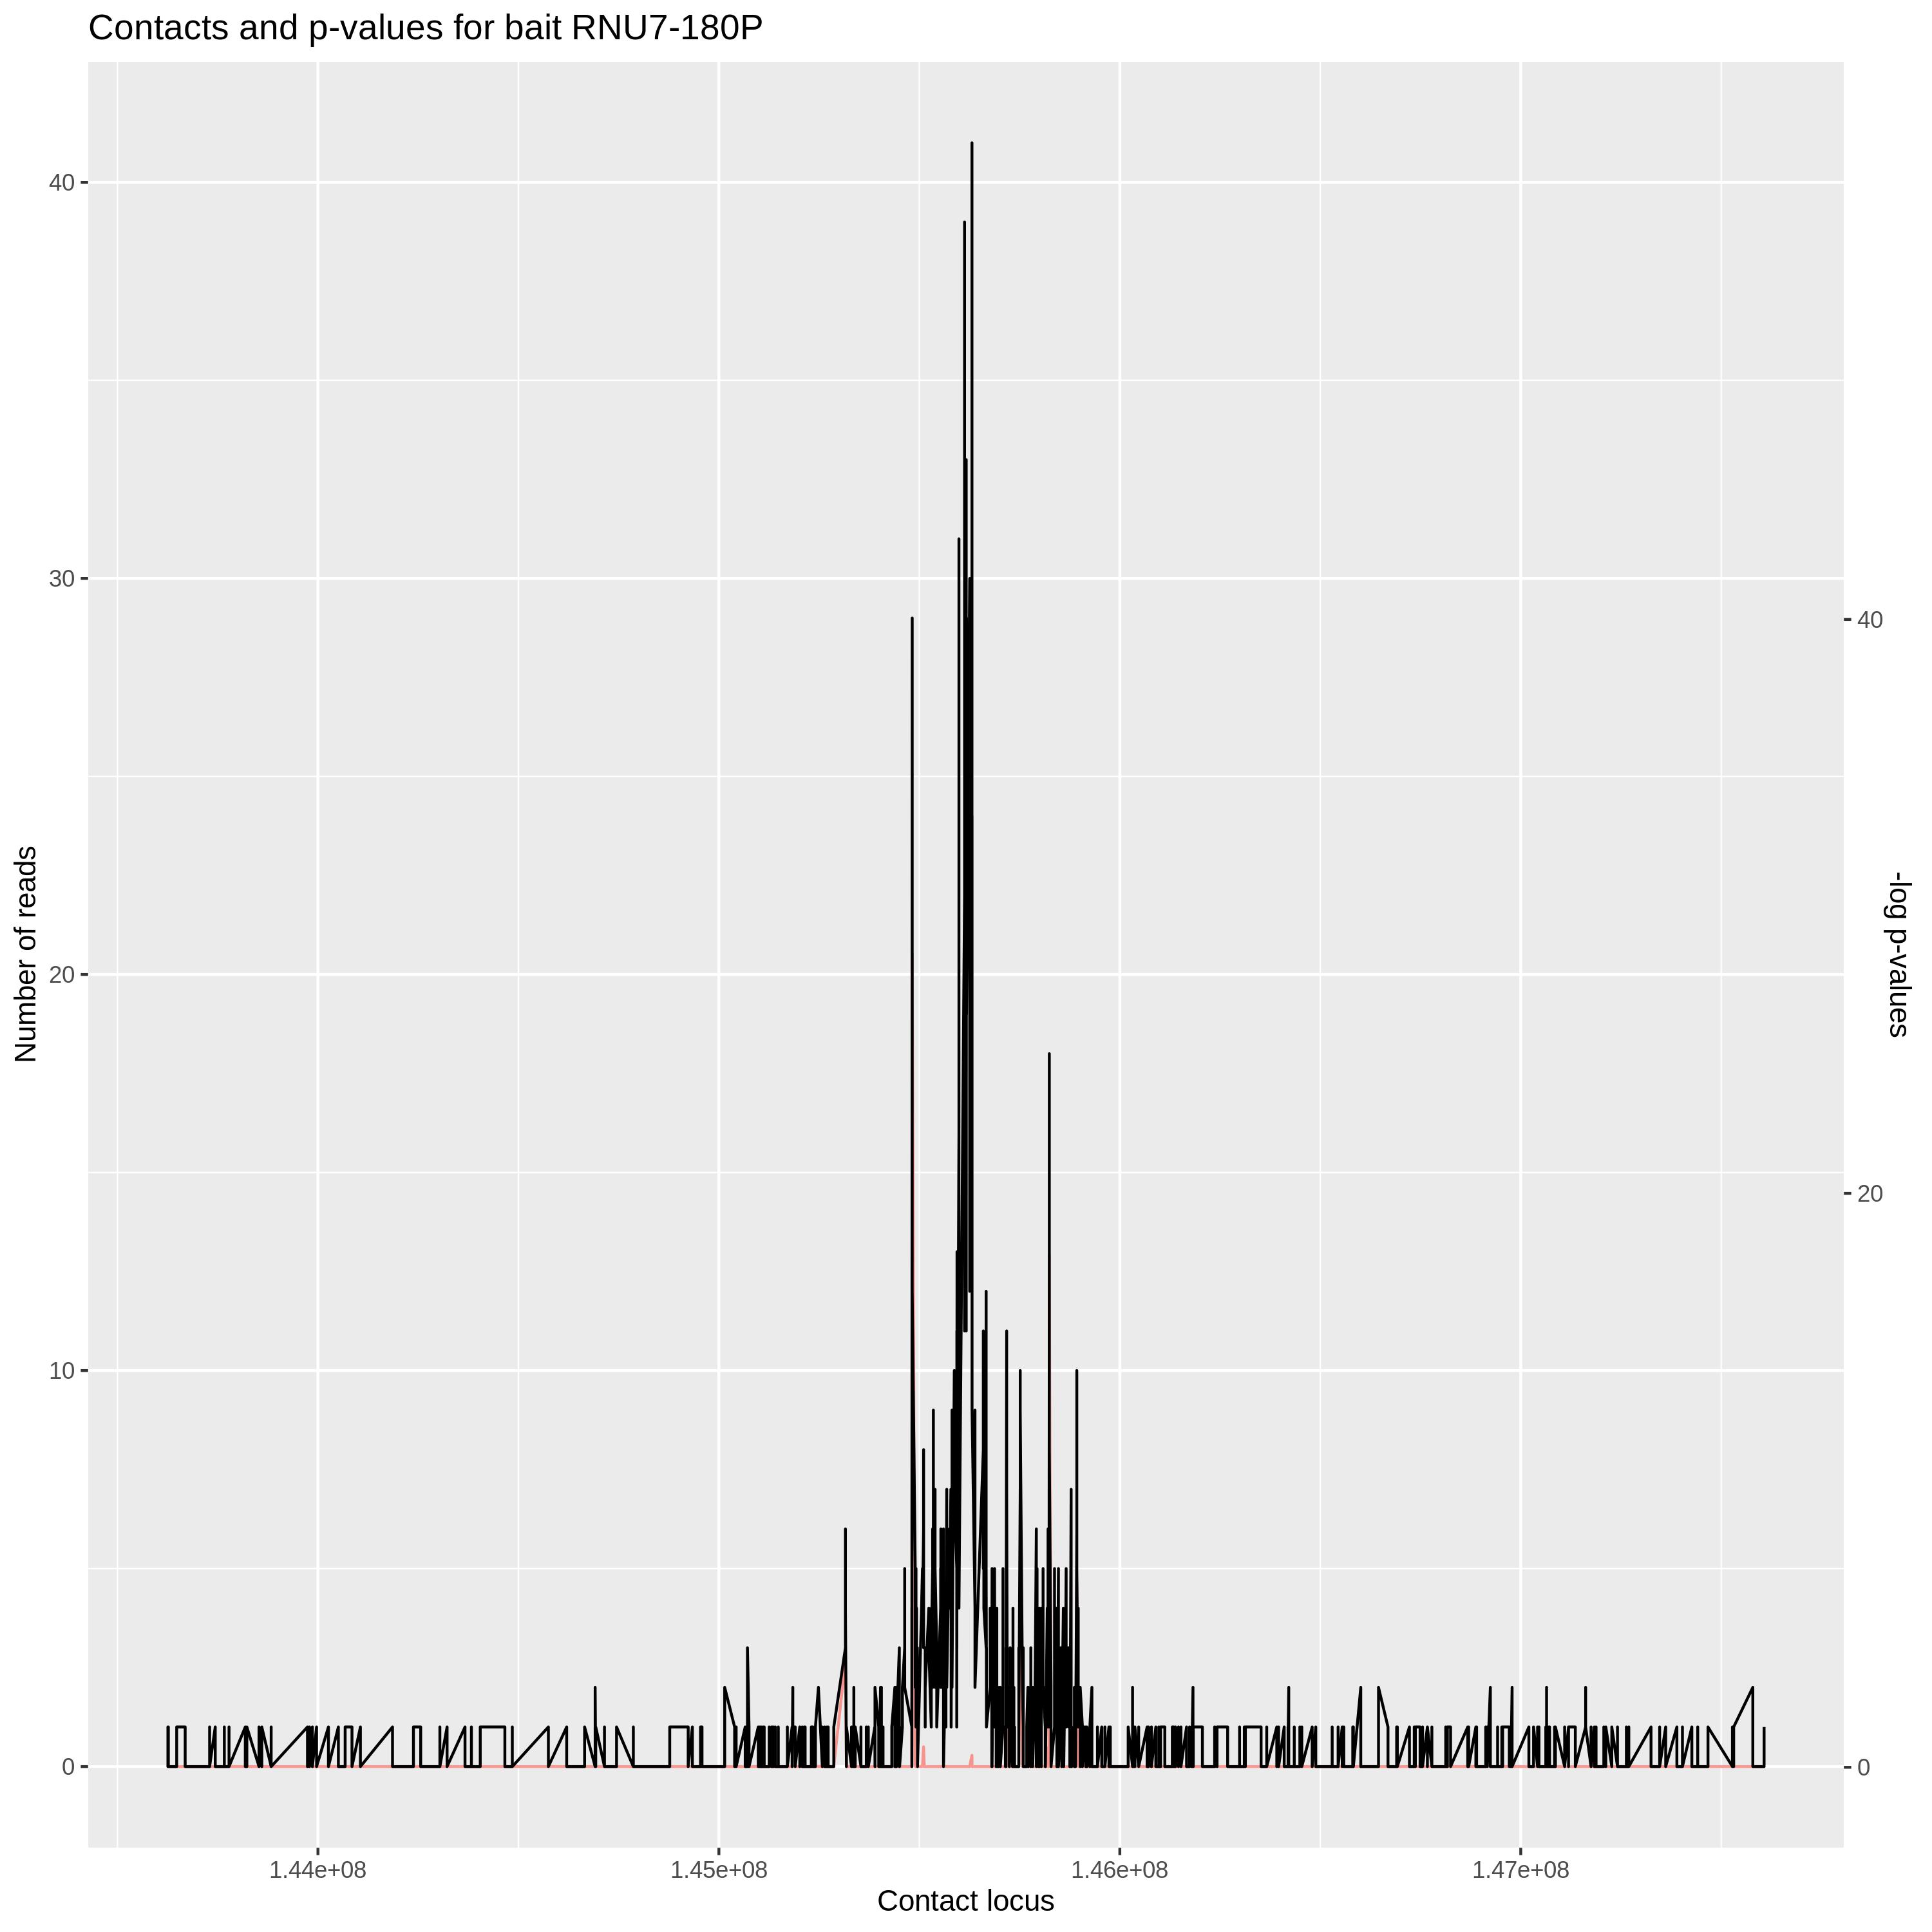 Contacts and p-values for bait RNU7-180P
40
30
20
10
0
Number of reads
40
20
0
-log p-values
1.44e+08
1.45e+08
1.46e+08
1.47e+08
Contact locus